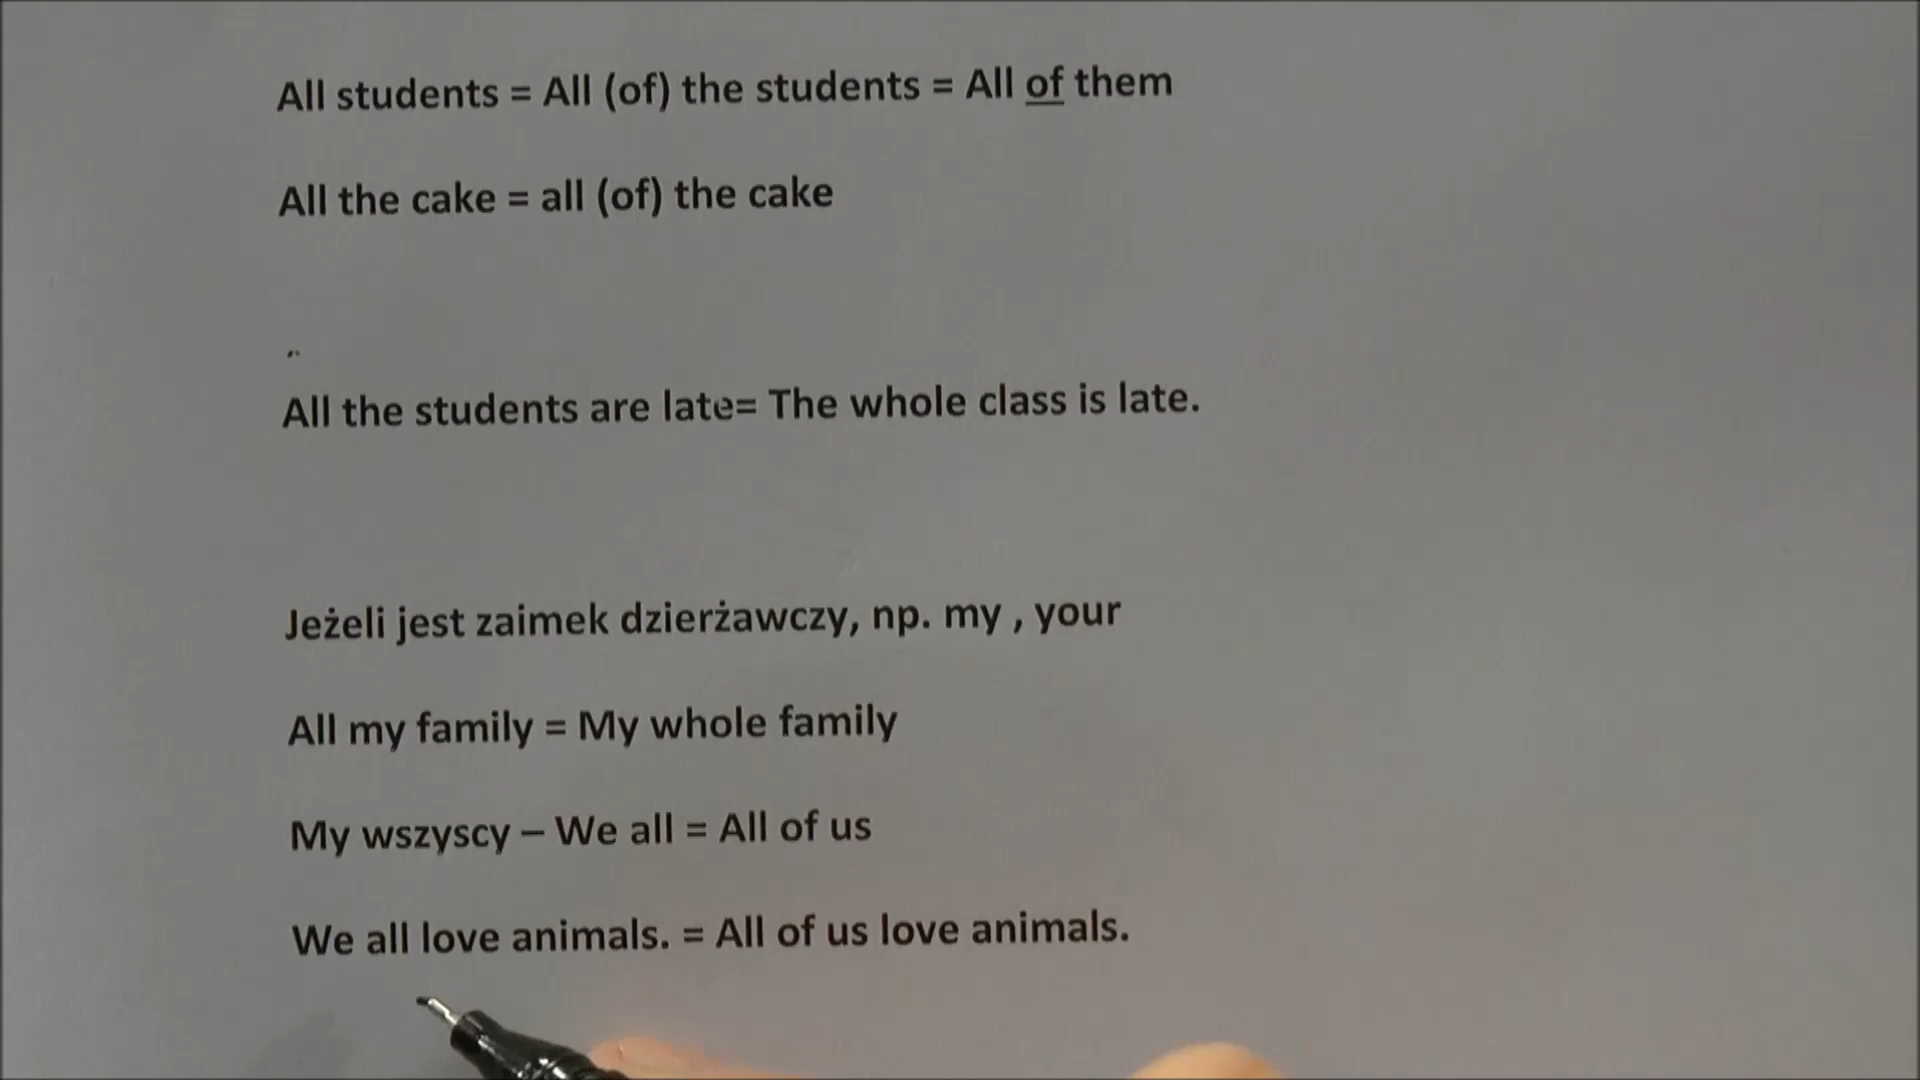 All students = All (of) the students = All of them
All the cake = all (of) the cake
All the students are late= The whole class is late.
Jeżeli jest zaimek dzierżawczy, np. my , your
All my family = My whole family
My wszyscy – We all = All of us
We all love animals. = All of us love animals.